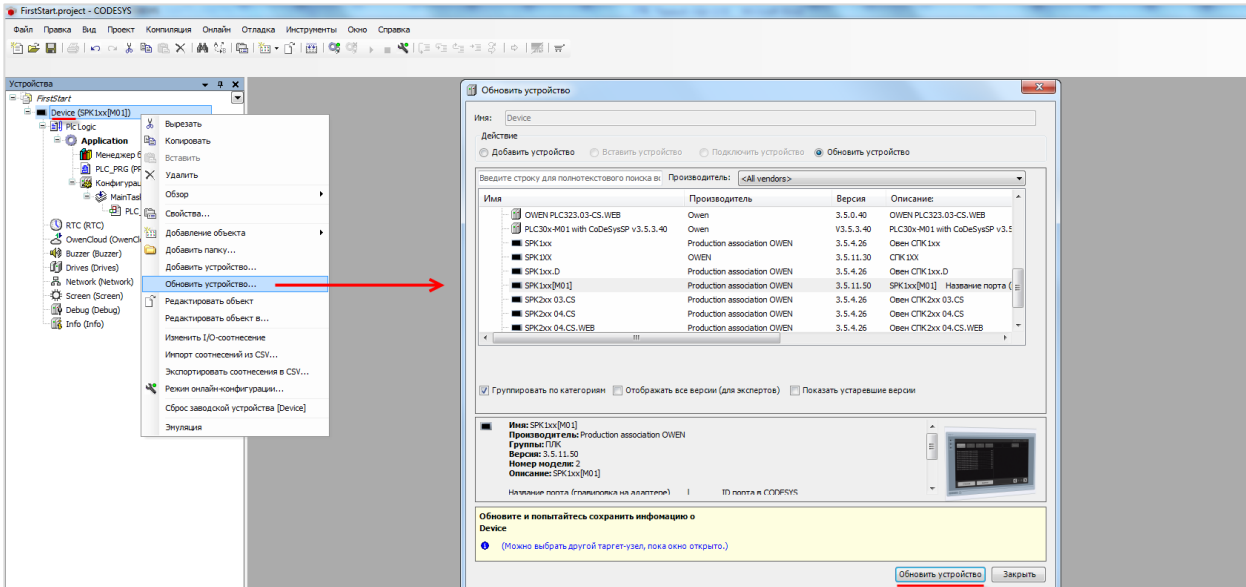 FirstStart.project - CODESYS
Файл Правка Вид Проект Компиляция Онлайн Отладка Инструменты Окно Справка
Устройства
FirstStart
Device (SPK1xx[M01])
Plc Logic
Application
Менеджер б
PLC_PRG (PR
Конфигурац
MainTask
PLC_
RTC (RTC)
OwenCloud (OwenCl
Buzzer (Buzzer)
Drives (Drives)
Network (Network)
Screen (Screen)
Debug (Debug)
Info (Info)
Вырезать
Копировать
Вставить
Удалить
Обзор
Свойства...
Добавление объекта
Добавить папку...
Добавить устройство...
Обновить устройство...
Редактировать объект
Редактировать объект в...
Изменить I/O-соотнесение
Импорт соотнесений из CSV...
Экспортировать соотнесения в CSV...
Режим онлайн-конфигурации...
Сброс заводской устройства [Device]
Эмуляция
Обновить устройство
Имя: Device
Действие
Добавить устройство Вставить устройство Подключить устройство Обновить устройство
Введите строку для полнотекстового поиска вс Производитель: <All vendors>
Имя Производитель Версия Описание:
OWEN PLC323.03-CS.WEB Owen 3.5.0.40 OWEN PLC323.03-CS.WEB
PLC30x-M01 with CoDeSysSP v3.5.3.40 Owen V3.5.3.40 PLC30x-M01 with CoDeSysSP v3.5
SPK1xx Production association OWEN 3.5.4.26 Овен СПК1xx
SPK1XX OWEN 3.5.11.30 СПК1XX
SPK1xx.D Production association OWEN 3.5.4.26 Овен СПК1xx.D
SPK1xx[M01] Production association OWEN 3.5.11.50 SPK1xx[M01] Название порта (
SPK2xx 03.CS Production association OWEN 3.5.4.26 Овен СПК2xx 03.CS
SPK2xx 04.CS Production association OWEN 3.5.4.26 Овен СПК2xx 04.CS
SPK2xx 04.CS.WEB Production association OWEN 3.5.4.26 Овен СПК2xx 04.CS.WEB
Группировать по категориям Отображать все версии (для экспертов) Показать устаревшие версии
Имя: SPK1xx[M01]
Производитель: Production association OWEN
Группы: ПЛК
Версия: 3.5.11.50
Номер модели: 2
Описание: SPK1xx[M01]
Название порта (гравировка на адаптере) | ID порта в CODESYS
Обновите и попытайтесь сохранить инфомацию о
Device
(Можно выбрать другой таргет-узел, пока окно открыто.)
Обновить устройство Закрыть